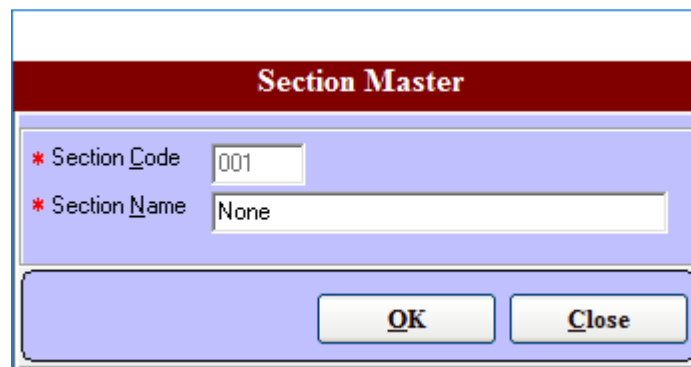 Section Master
* Section Code 001
* Section Name None
OK Close